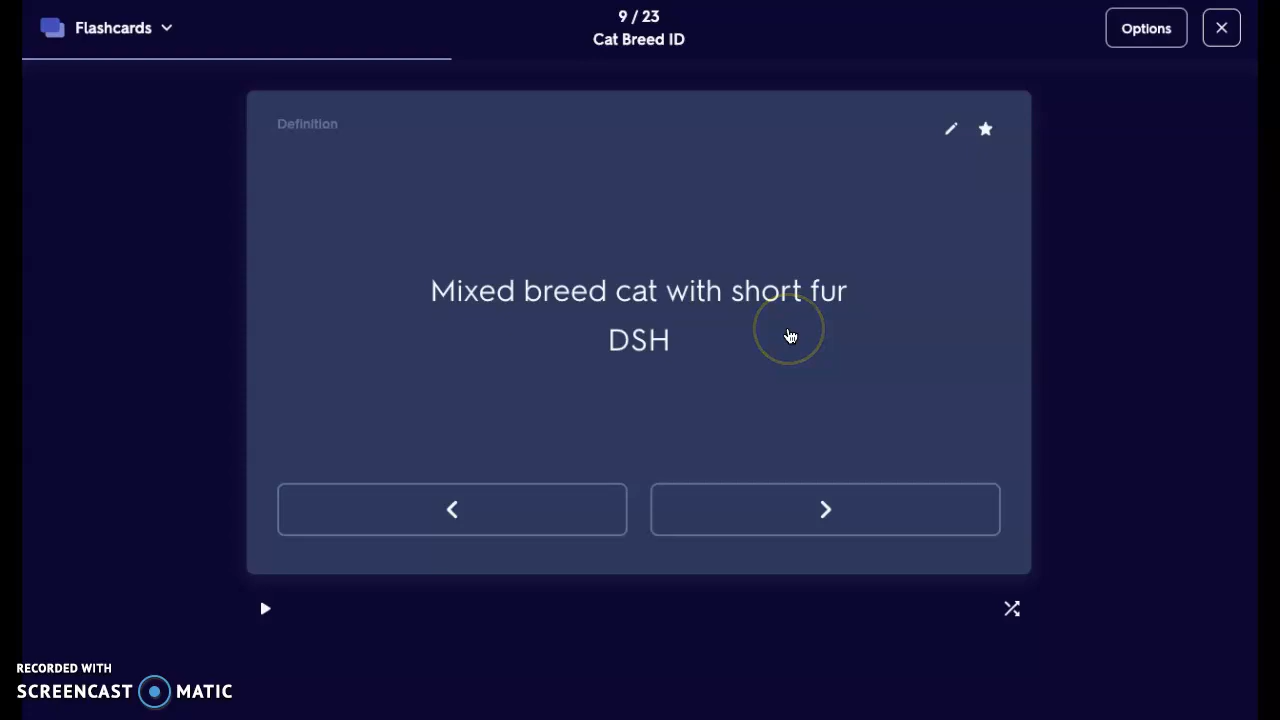 Flashcards
9 / 23
Cat Breed ID
Options
Definition
Mixed breed cat with short fur
DSH
RECORDED WITH
SCREENCAST MATIC